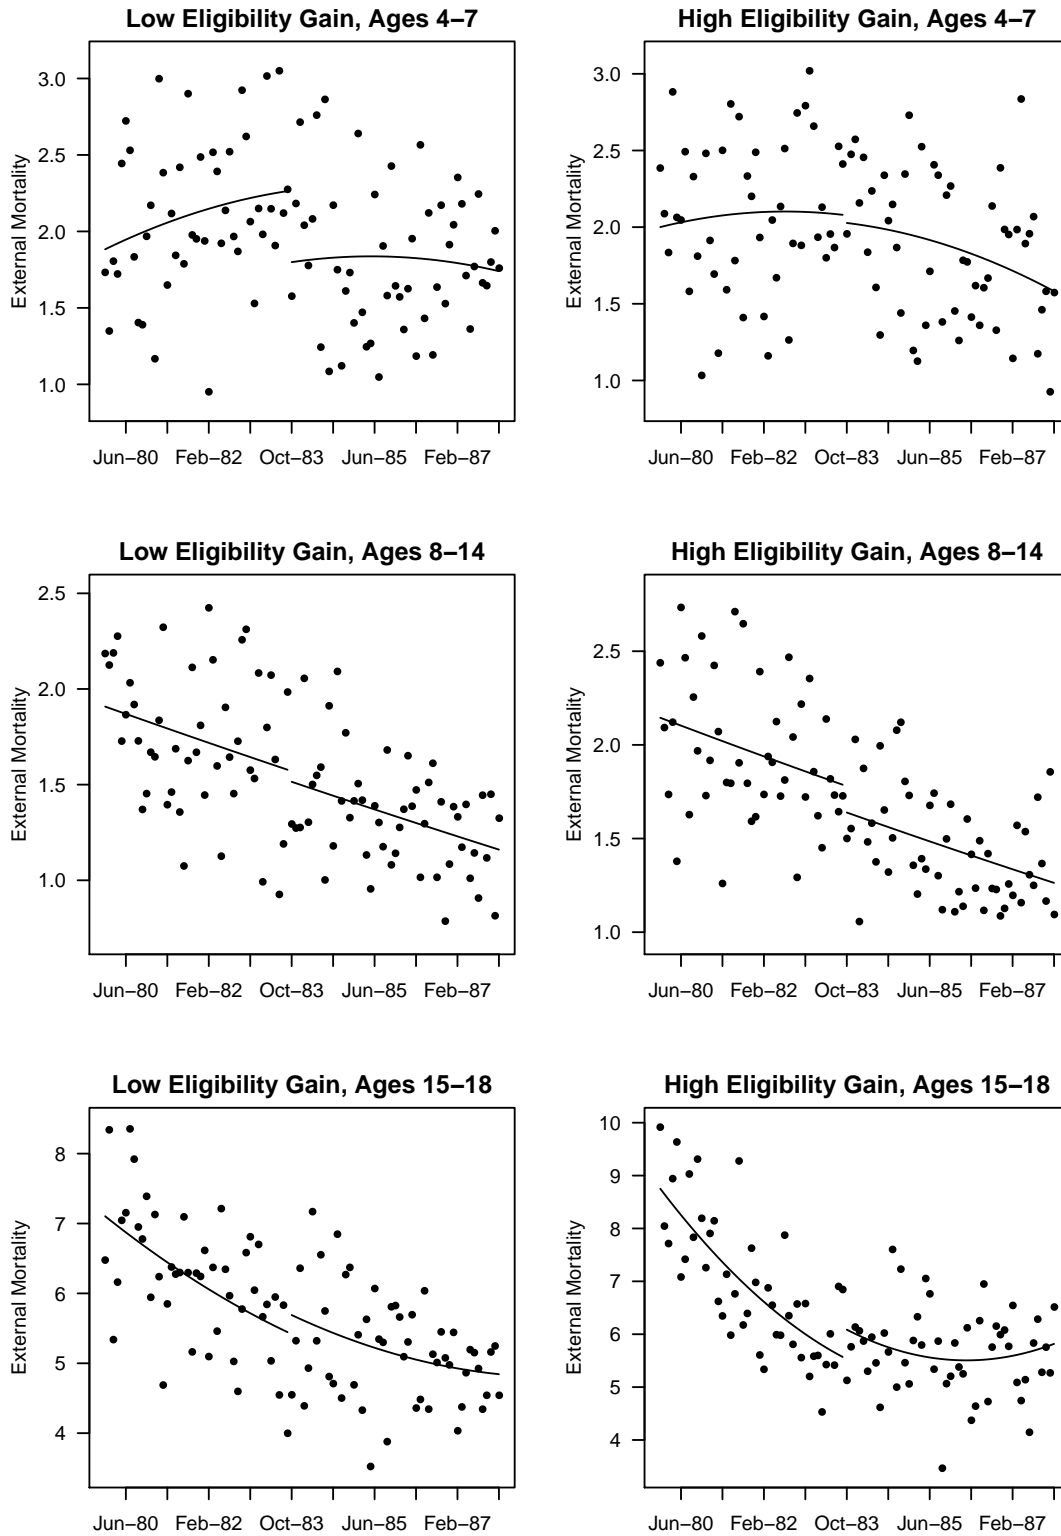 Low Eligibility Gain, Ages 4–7
High Eligibility Gain, Ages 4–7
External Mortality
3.0
2.5
2.0
1.5
1.0
Jun–80 Feb–82 Oct–83 Jun–85 Feb–87
External Mortality
3.0
2.5
2.0
1.5
1.0
Jun–80 Feb–82 Oct–83 Jun–85 Feb–87
Low Eligibility Gain, Ages 8–14
High Eligibility Gain, Ages 8–14
External Mortality
2.5
2.0
1.5
1.0
Jun–80 Feb–82 Oct–83 Jun–85 Feb–87
External Mortality
2.5
2.0
1.5
1.0
Jun–80 Feb–82 Oct–83 Jun–85 Feb–87
Low Eligibility Gain, Ages 15–18
High Eligibility Gain, Ages 15–18
External Mortality
8
7
6
5
4
Jun–80 Feb–82 Oct–83 Jun–85 Feb–87
External Mortality
10
9
8
7
6
5
4
Jun–80 Feb–82 Oct–83 Jun–85 Feb–87